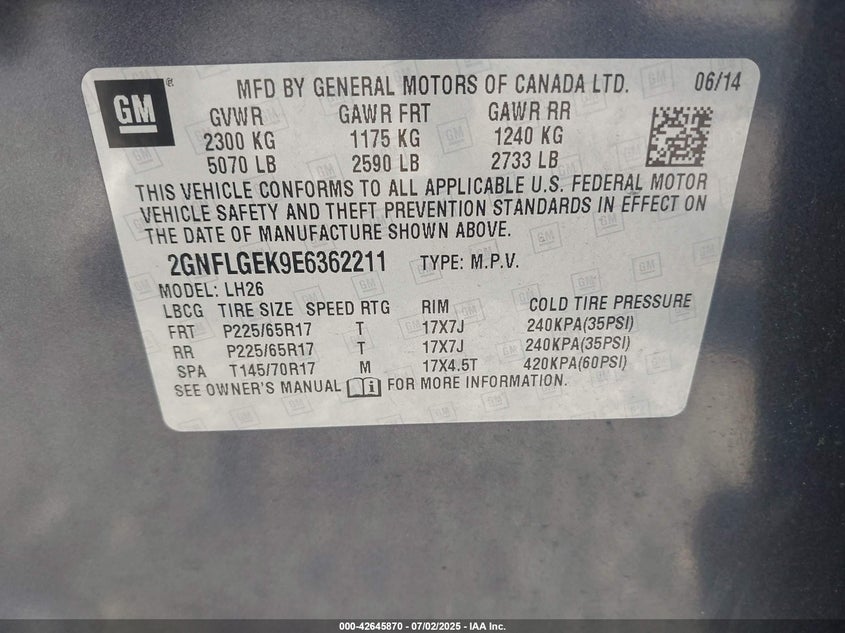 GM
MFD BY GENERAL MOTORS OF CANADA LTD. 06/14
GVWR GAWR FRT GAWR RR
2300 KG 1175 KG 1240 KG
5070 LB 2590 LB 2733 LB
THIS VEHICLE CONFORMS TO ALL APPLICABLE U.S. FEDERAL MOTOR
VEHICLE SAFETY AND THEFT PREVENTION STANDARDS IN EFFECT ON
THE DATE OF MANUFACTURE SHOWN ABOVE.
2GNFLGEK9E6362211 TYPE: M.P.V.
MODEL: LH26
LBCG TIRE SIZE SPEED RTG RIM COLD TIRE PRESSURE
FRT P225/65R17 T 17X7J 240KPA(35PSI)
RR P225/65R17 T 17X7J 240KPA(35PSI)
SPA T145/70R17 M 17X4.5T 420KPA(60PSI)
SEE OWNER'S MANUAL FOR MORE INFORMATION.
000-42645870 - 07/02/2025 - IAA Inc.